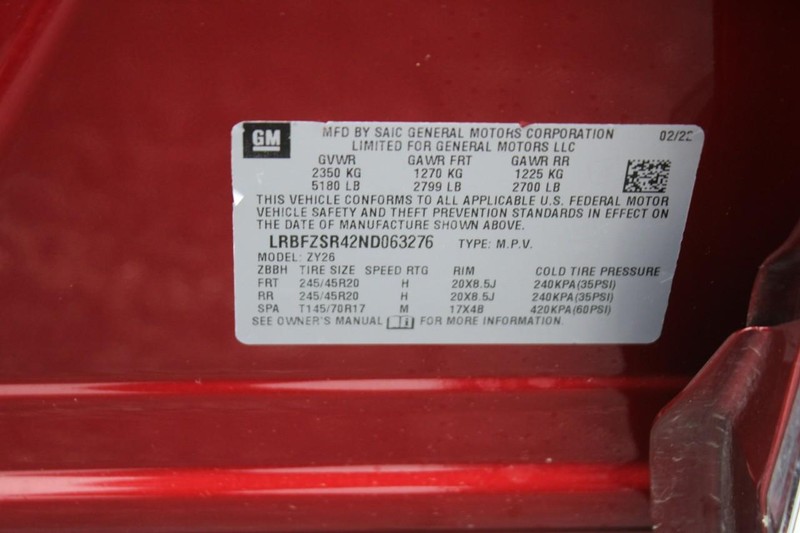 GM
MFD BY SAIC GENERAL MOTORS CORPORATION 02/22
LIMITED FOR GENERAL MOTORS LLC
GVWR GAWR FRT GAWR RR
2350 KG 1270 KG 1225 KG
5180 LB 2799 LB 2700 LB
THIS VEHICLE CONFORMS TO ALL APPLICABLE U.S. FEDERAL MOTOR
VEHICLE SAFETY AND THEFT PREVENTION STANDARDS IN EFFECT ON
THE DATE OF MANUFACTURE SHOWN ABOVE.
LRBFZSR42ND063276 TYPE: M.P.V.
MODEL: ZY26
ZBBH TIRE SIZE SPEED RTG RIM COLD TIRE PRESSURE
FRT 245/45R20 H 20X8.5J 240KPA(35PSI)
RR 245/45R20 H 20X8.5J 240KPA(35PSI)
SPA T145/70R17 M 17X4B 420KPA(60PSI)
SEE OWNER'S MANUAL FOR MORE INFORMATION.